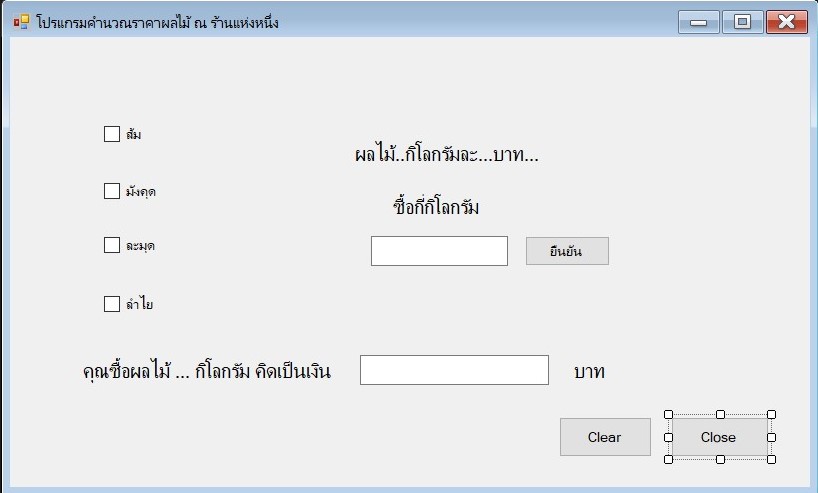 โปรแกรมคำนวณราคาผลไม้ ณ ร้านแห่งหนึ่ง
ส้ม
ผลไม้..กิโลกรัมละ...บาท...
มังคุด
ซื้อกี่กิโลกรัม
ละมุด
ยืนยัน
ลำไย
คุณซื้อผลไม้ ... กิโลกรัม คิดเป็นเงิน
บาท
Clear
Close